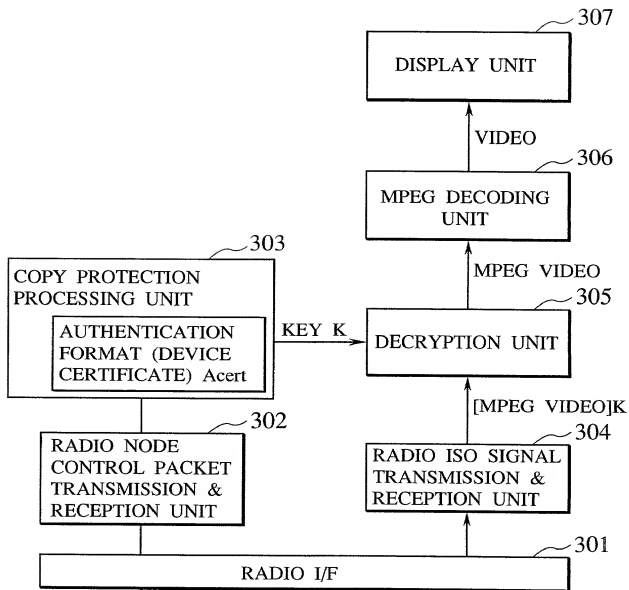 307
DISPLAY UNIT
VIDEO
306
MPEG DECODING
UNIT
303
MPEG VIDEO
305
COPY PROTECTION
PROCESSING UNIT
AUTHENTICATION
FORMAT (DEVICE
CERTIFICATE) Acert
KEY K
DECRYPTION UNIT
302
[MPEG VIDEO]K
304
RADIO NODE
CONTROL PACKET
TRANSMISSION &
RECEPTION UNIT
RADIO ISO SIGNAL
TRANSMISSION &
RECEPTION UNIT
301
RADIO I/F